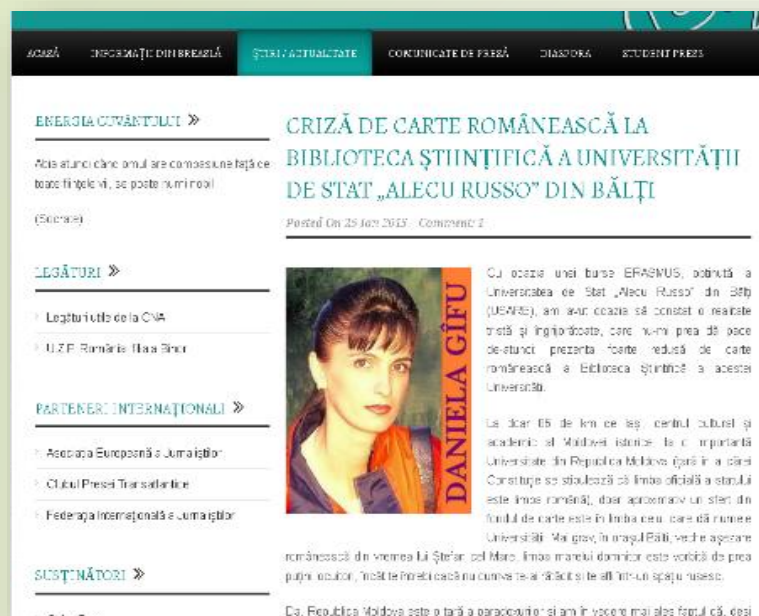 ACASĂ INFORMAȚII DIN BREASLĂ ȘTIRI / ACTUALITATE COMUNICATE DE PRESĂ DIASPORA STUDENT PRESS
ENERGIA CUVÂNTULUI »
Abia atunci când omul are compasiune față de
toate ființele vii, se poate numi nobil
(Socrate)
LEGĂTURI »
Legături utile de la CNA
U.Z.P. România filiala Bihor
PARTENERI INTERNAȚIONALI »
Asociația Europeană a Jurnaliștilor
Clubul Presei Transatlantice
Federația Internațională a Jurnaliștilor
SUSȚINĂTORI »
CRIZĂ DE CARTE ROMÂNEASCĂ LA
BIBLIOTECA ȘTIINȚIFICĂ A UNIVERSITĂȚII
DE STAT „ALECU RUSSO” DIN BĂLȚI
Posted On 25 Ian 2015 Comment: 1
DANIELA GÎFU
Cu ocazia unei burse ERASMUS, obținută la
Universitatea de Stat „Alecu Russo” din Bălți
(USARB), am avut ocazia să constat o realitate
tristă și îngrijorătoare, care nu-mi prea dă pace
de-atunci: prezența foarte redusă de carte
românească a Biblioteca Științifică a acestei
Universități.
La doar 65 de km de Iași, centrul cultural și
academic al Moldovei istorice, la o importantă
Universitate din Republica Moldova (țară în a cărei
Constituție se stipulează că limba oficială a statului
este limba română), doar aproximativ un sfert din
fondul de carte este în limba celui care dă numele
Universității. Mai grav, în orașul Bălți, veche așezare
românească din vremea lui Ștefan cel Mare, limba marelui domnitor este vorbită de prea
puțini locuitori, încât te întrebi dacă nu cumva te-ai rătăcit și te afli într-un spațiu rusesc.
Da, Republica Moldova este o țară a paradoxurilor și am în vedere mai ales faptul că, deși